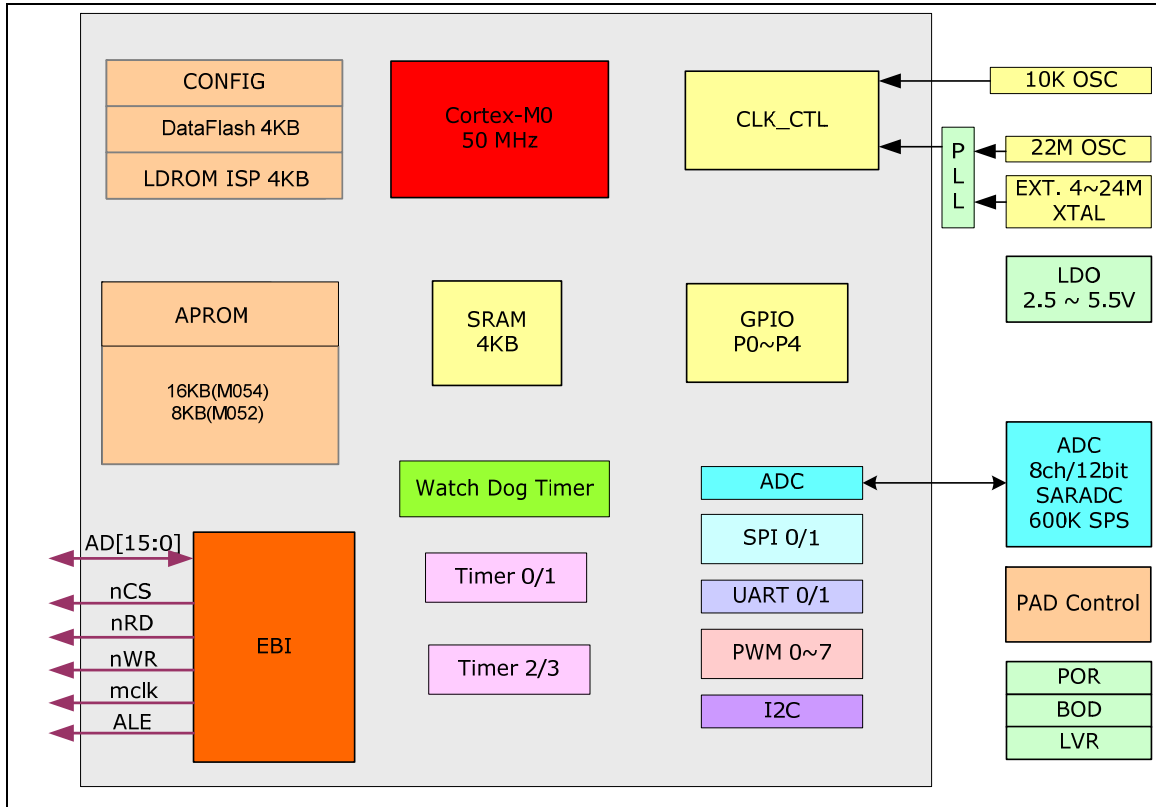 CONFIG
DataFlash 4KB
LDROM ISP 4KB
Cortex-M0
50 MHz
CLK_CTL
10K OSC
PLL
22M OSC
EXT. 4~24M
XTAL
LDO
2.5 ~ 5.5V
APROM
16KB(M054)
8KB(M052)
SRAM
4KB
GPIO
P0~P4
Watch Dog Timer
Timer 0/1
Timer 2/3
ADC
SPI 0/1
UART 0/1
PWM 0~7
I2C
ADC
8ch/12bit
SARADC
600K SPS
PAD Control
POR
BOD
LVR
AD[15:0]
nCS
nRD
nWR
mclk
ALE
EBI